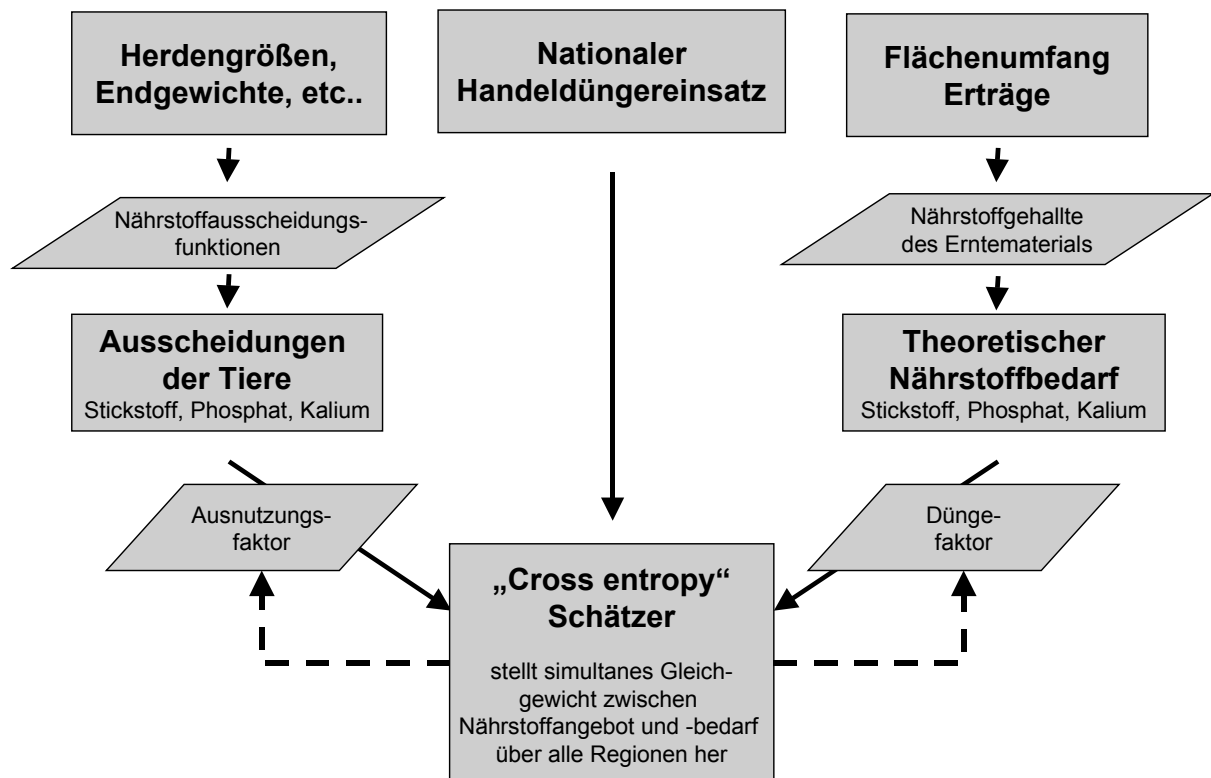 Herdengrößen,
Endgewichte, etc..
Nationaler
Handeldüngereinsatz
Flächenumfang
Erträge
Nährstoffausscheidungs-
funktionen
Nährstoffgehallte
des Erntematerials
Ausscheidungen
der Tiere
Stickstoff, Phosphat, Kalium
Theoretischer
Nährstoffbedarf
Stickstoff, Phosphat, Kalium
Ausnutzungs-
faktor
Dünge-
faktor
„Cross entropy“
Schätzer
stellt simultanes Gleich-
gewicht zwischen
Nährstoffangebot und -bedarf
über alle Regionen her